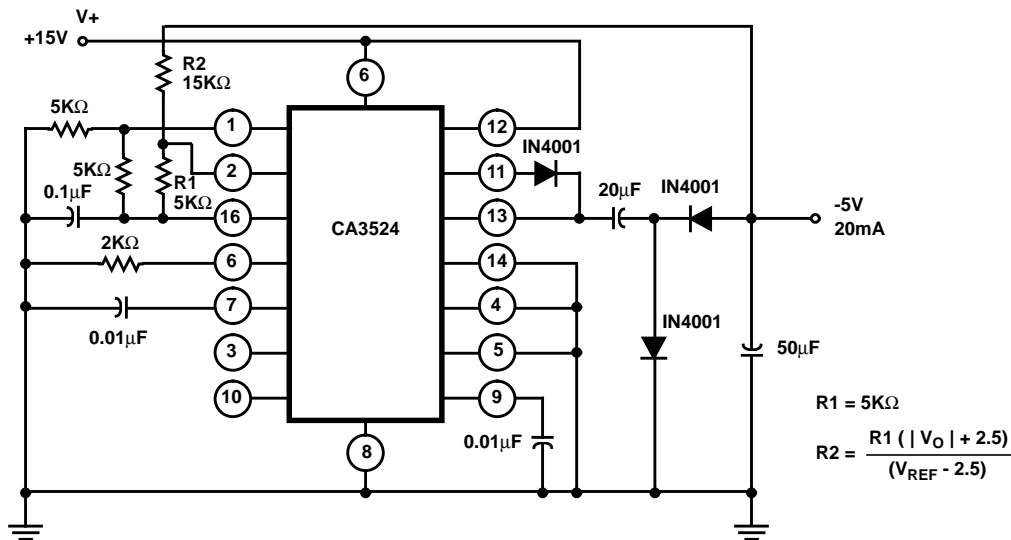 V+
+15V
R2
15KΩ
6
5KΩ
1
12
IN4001
5KΩ
2
11
R1
5KΩ
20µF
IN4001
0.1µF
16
CA3524
13
-5V
20mA
2KΩ
6
14
7
4
0.01µF
IN4001
3
5
50µF
10
9
R1 = 5KΩ
0.01µF
8
R2 = R1 ( | VO | + 2.5)
(VREF - 2.5)